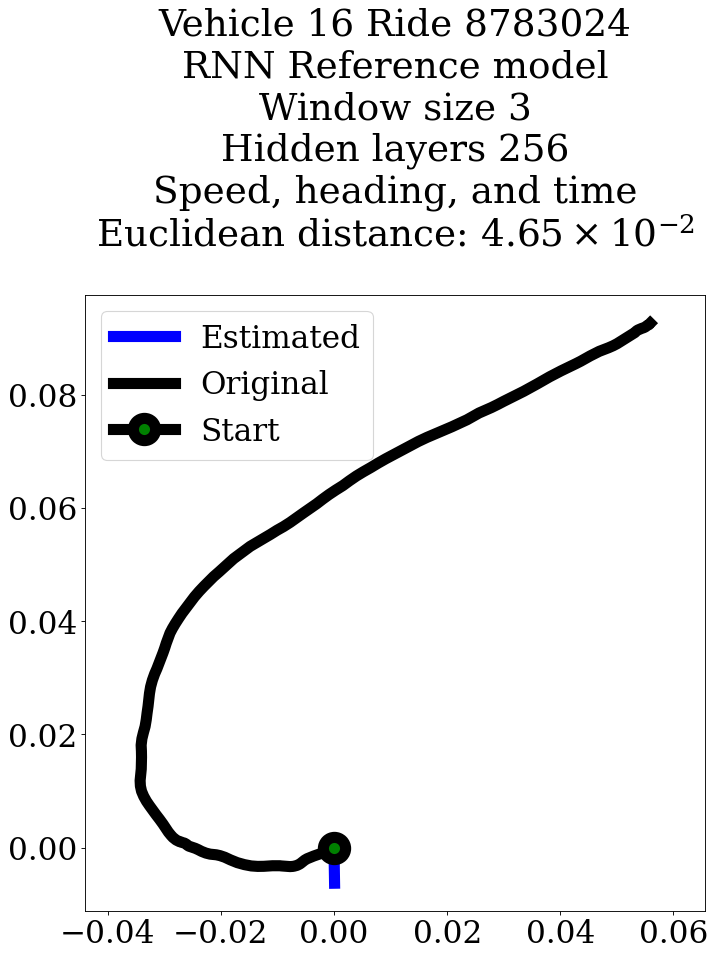 Vehicle 16 Ride 8783024
RNN Reference model
Window size 3
Hidden layers 256
Speed, heading, and time
Euclidean distance: 4.65 × 10⁻²
Estimated
Original
Start
0.08
0.06
0.04
0.02
0.00
−0.04 −0.02 0.00 0.02 0.04 0.06